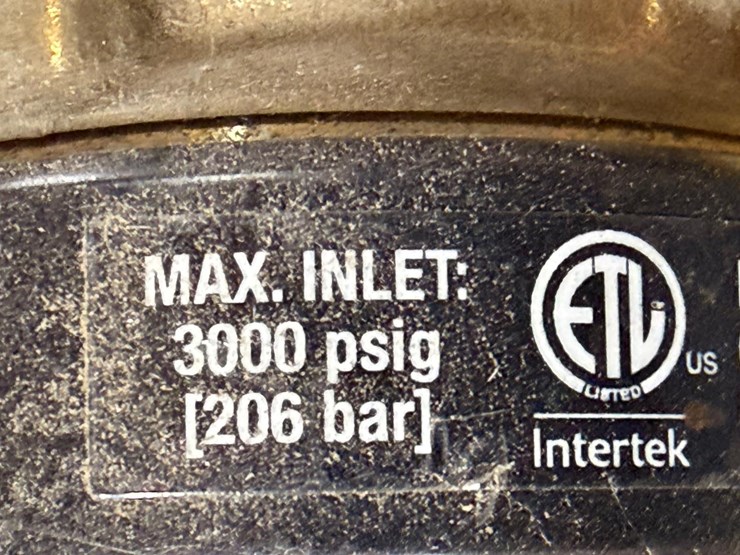 MAX. INLET:
3000 psig
[206 bar]
ETL
LISTED
US
Intertek